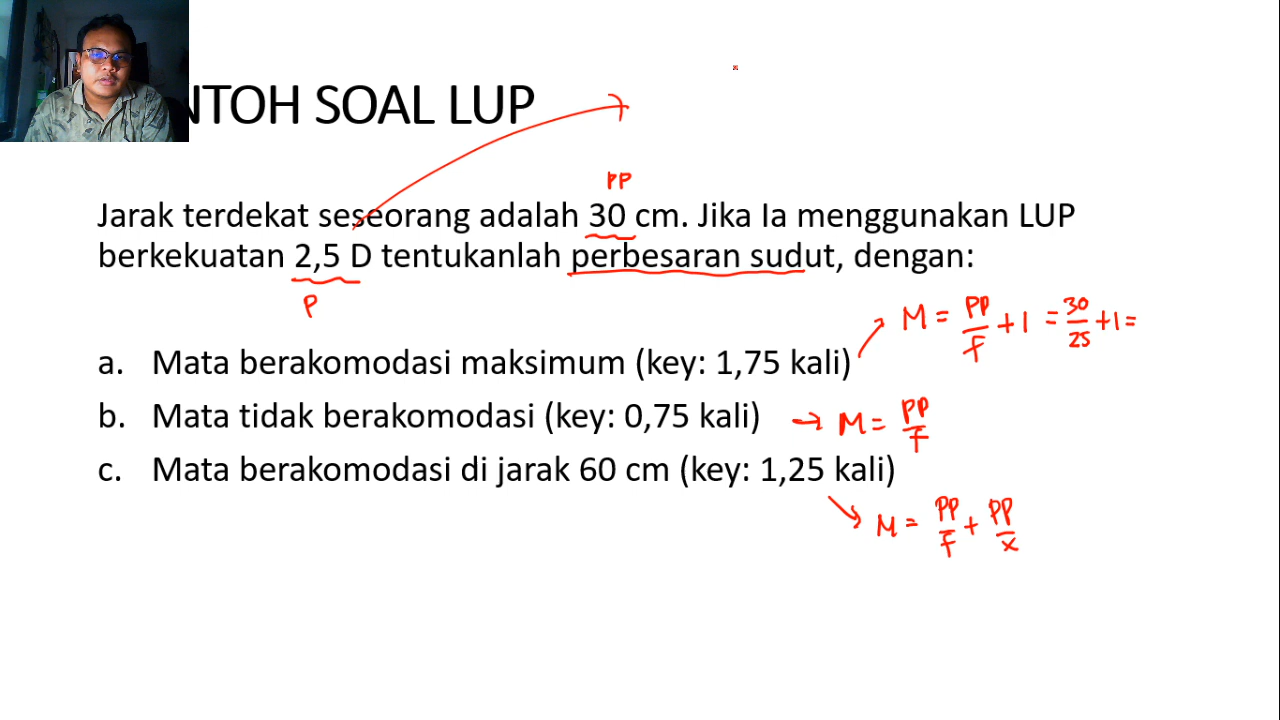 NTOH SOAL LUP
PP
Jarak terdekat seseorang adalah 30 cm. Jika Ia menggunakan LUP
berkekuatan 2,5 D tentukanlah perbesaran sudut, dengan:
P
M = PP/F + 1 = 30/25 + 1 =
a. Mata berakomodasi maksimum (key: 1,75 kali)
b. Mata tidak berakomodasi (key: 0,75 kali) → M = PP/F
c. Mata berakomodasi di jarak 60 cm (key: 1,25 kali)
M = PP/F + PP/x